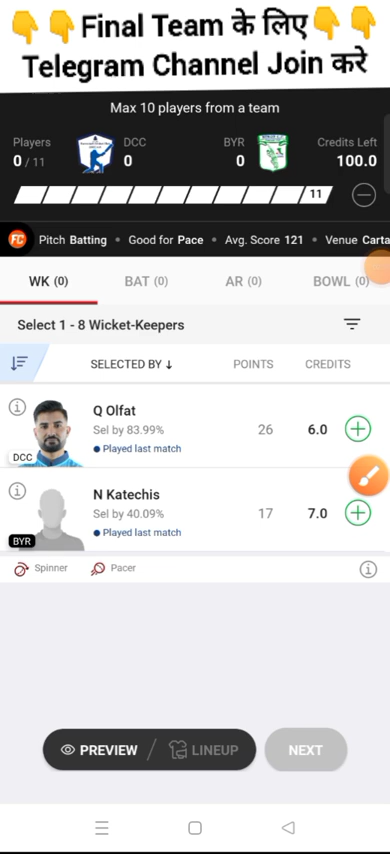 👇👇Final Team के लिए👇👇
Telegram Channel Join करे
Max 10 players from a team
Players DCC BYR Credits Left
0 / 11 0 0 100.0
11
FC Pitch Batting • Good for Pace • Avg. Score 121 • Venue Carta
WK (0) BAT (0) AR (0) BOWL (0)
Select 1 - 8 Wicket-Keepers
SELECTED BY ↓ POINTS CREDITS
Q Olfat
Sel by 83.99% 26 6.0
• Played last match
DCC
N Katechis
Sel by 40.09% 17 7.0
• Played last match
BYR
Spinner Pacer
PREVIEW / LINEUP NEXT